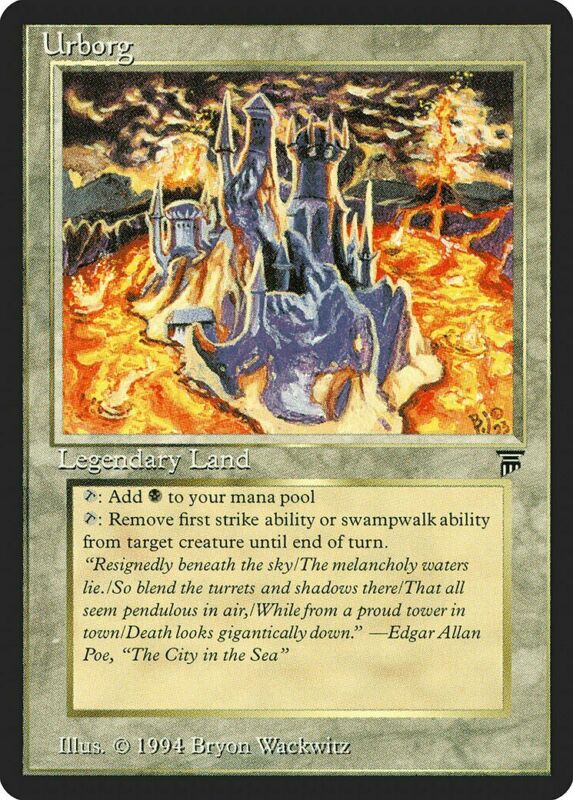 Urborg
Legendary Land
: Add to your mana pool
: Remove first strike ability or swampwalk ability
from target creature until end of turn.
“Resignedly beneath the sky/The melancholy waters
lie./So blend the turrets and shadows there/That all
seem pendulous in air,/While from a proud tower in
town/Death looks gigantically down.” —Edgar Allan
Poe, “The City in the Sea”
Illus. © 1994 Bryon Wackwitz